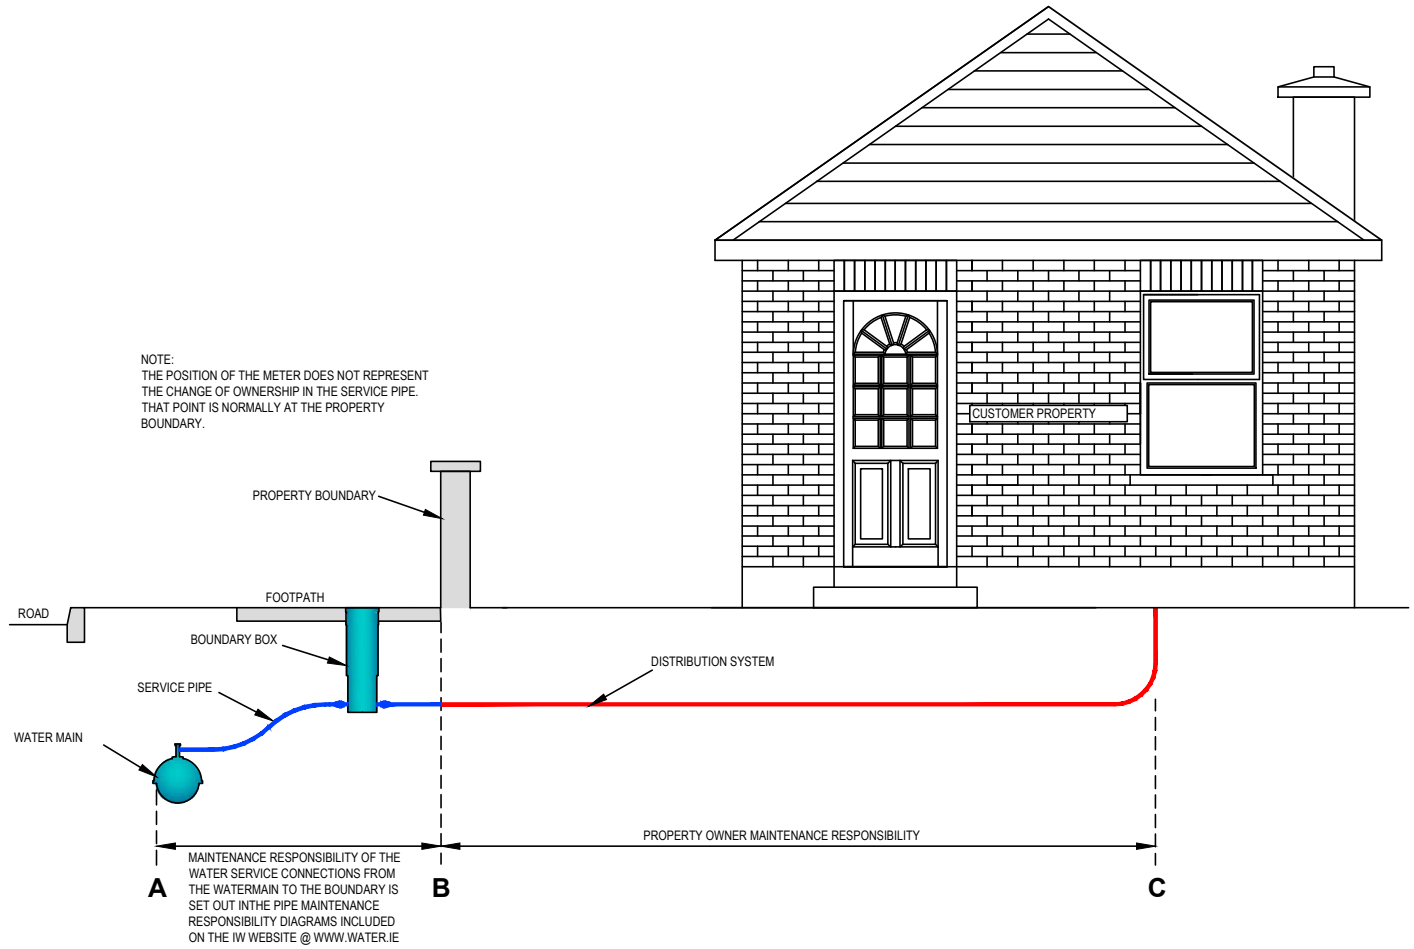 NOTE:
THE POSITION OF THE METER DOES NOT REPRESENT
THE CHANGE OF OWNERSHIP IN THE SERVICE PIPE.
THAT POINT IS NORMALLY AT THE PROPERTY
BOUNDARY.
CUSTOMER PROPERTY
PROPERTY BOUNDARY
FOOTPATH
ROAD
BOUNDARY BOX
DISTRIBUTION SYSTEM
SERVICE PIPE
WATER MAIN
PROPERTY OWNER MAINTENANCE RESPONSIBILITY
A
MAINTENANCE RESPONSIBILITY OF THE
WATER SERVICE CONNECTIONS FROM
THE WATERMAIN TO THE BOUNDARY IS
SET OUT INTHE PIPE MAINTENANCE
RESPONSIBILITY DIAGRAMS INCLUDED
ON THE IW WEBSITE @ WWW.WATER.IE
B
C